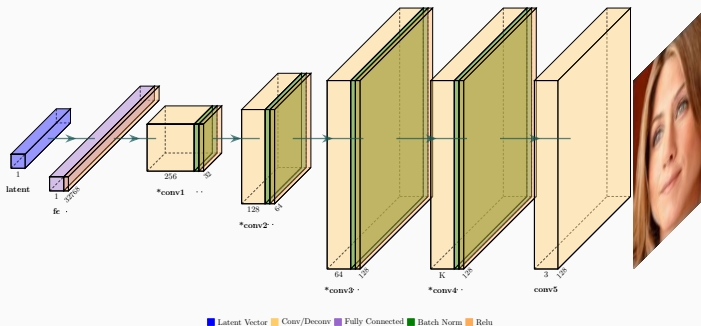 1
latent
1
32768
fc
256
32
*conv1
128
64
*conv2
64
128
*conv3
K
128
*conv4
3
128
conv5
Latent Vector Conv/Deconv Fully Connected Batch Norm Relu